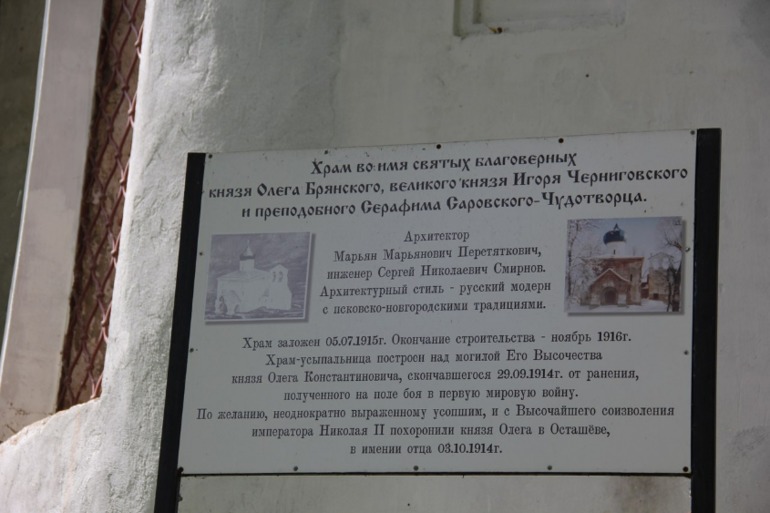 Храм во имя святых благоверных
князя Олега Брянского, великого князя Игоря Черниговского
и преподобного Серафима Саровского-Чудотворца.
Архитектор
Марьян Марьянович Перетяткович,
инженер Сергей Николаевич Смирнов.
Архитектурный стиль - русский модерн
с псковско-новгородскими традициями.
Храм заложен 05.07.1915г. Окончание строительства - ноябрь 1916г.
Храм-усыпальница построен над могилой Его Высочества
князя Олега Константиновича, скончавшегося 29.09.1914г. от ранения,
полученного на поле боя в первую мировую войну.
По желанию, неоднократно выраженному усопшим, и с Высочайшего соизволения
императора Николая II похоронили князя Олега в Осташёве,
в имении отца 03.10.1914г.